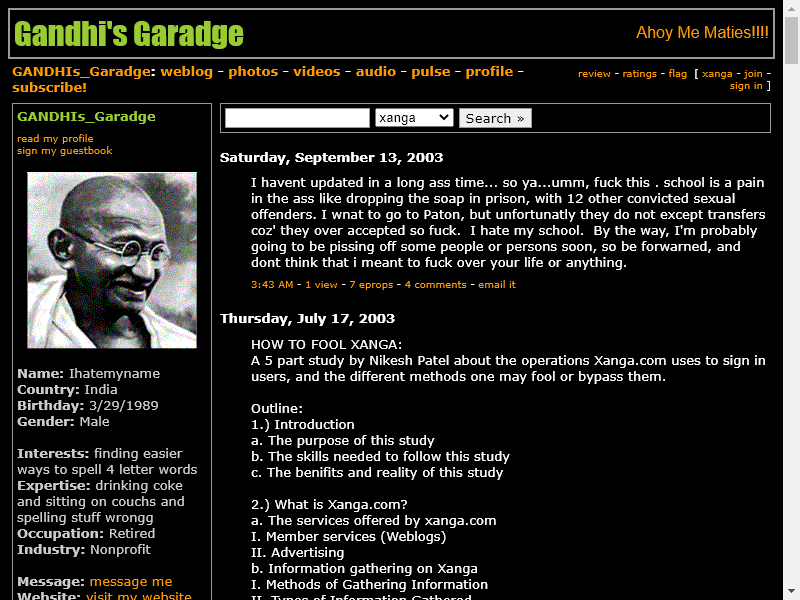 Gandhi's Garadge
Ahoy Me Maties!!!!
GANDHIs_Garadge: weblog - photos - videos - audio - pulse - profile -
subscribe!
review - ratings - flag [ xanga - join -
sign in ]
GANDHIs_Garadge
read my profile
sign my guestbook
Name: Ihatemyname
Country: India
Birthday: 3/29/1989
Gender: Male
Interests: finding easier
ways to spell 4 letter words
Expertise: drinking coke
and sitting on couchs and
spelling stuff wrongg
Occupation: Retired
Industry: Nonprofit
Message: message me
Website: visit my website
xanga
Search »
Saturday, September 13, 2003
I havent updated in a long ass time... so ya...umm, fuck this . school is a pain
in the ass like dropping the soap in prison, with 12 other convicted sexual
offenders. I wnat to go to Paton, but unfortunatly they do not except transfers
coz' they over accepted so fuck.  I hate my school.  By the way, I'm probably
going to be pissing off some people or persons soon, so be forwarned, and
dont think that i meant to fuck over your life or anything.
3:43 AM - 1 view - 7 eprops - 4 comments - email it
Thursday, July 17, 2003
HOW TO FOOL XANGA:
A 5 part study by Nikesh Patel about the operations Xanga.com uses to sign in
users, and the different methods one may fool or bypass them.
Outline:
1.) Introduction
a. The purpose of this study
b. The skills needed to follow this study
c. The benifits and reality of this study
2.) What is Xanga.com?
a. The services offered by xanga.com
I. Member services (Weblogs)
II. Advertising
b. Information gathering on Xanga
I. Methods of Gathering Information
II. Types of Information Gathered